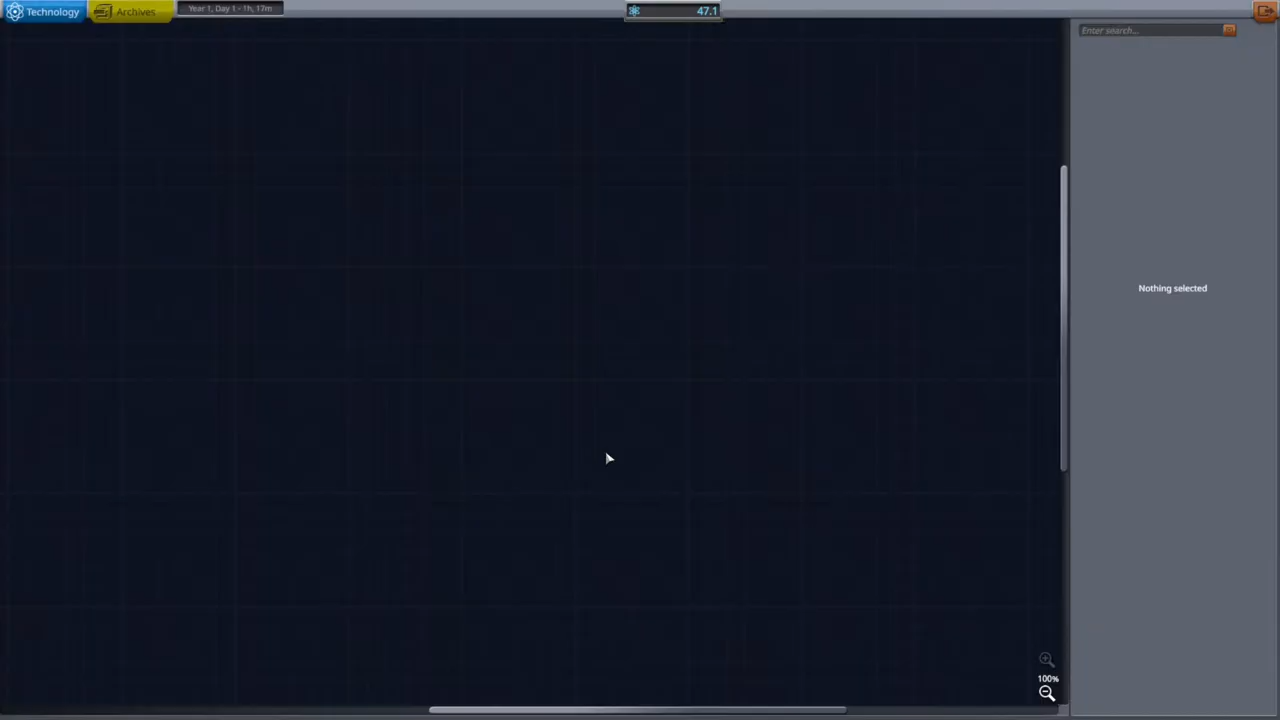 Technology
Archives
Year 1, Day 1 - 1h, 17m
47.1
Enter search...
Nothing selected
100%